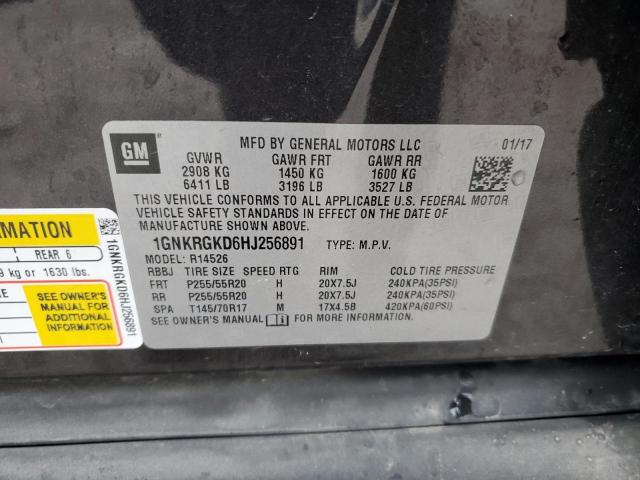 GM
MFD BY GENERAL MOTORS LLC
01/17
GVWR GAWR FRT GAWR RR
2908 KG 1450 KG 1600 KG
6411 LB 3196 LB 3527 LB
THIS VEHICLE CONFORMS TO ALL APPLICABLE U.S. FEDERAL MOTOR
VEHICLE SAFETY STANDARDS IN EFFECT ON THE DATE OF
MANUFACTURE SHOWN ABOVE.
1GNKRGKD6HJ256891 TYPE: M.P.V.
MODEL: R14526
RBBJ TIRE SIZE SPEED RTG RIM COLD TIRE PRESSURE
FRT P255/55R20 H 20X7.5J 240KPA(35PSI)
RR P255/55R20 H 20X7.5J 240KPA(35PSI)
SPA T145/70R17 M 17X4.5B 420KPA(60PSI)
SEE OWNER'S MANUAL FOR MORE INFORMATION.
ORMATION
REAR 6
9 kg or 1630 lbs.
SEE OWNER'S
MANUAL FOR
ADDITIONAL
INFORMATION
1GNKRGKD6HJ256891